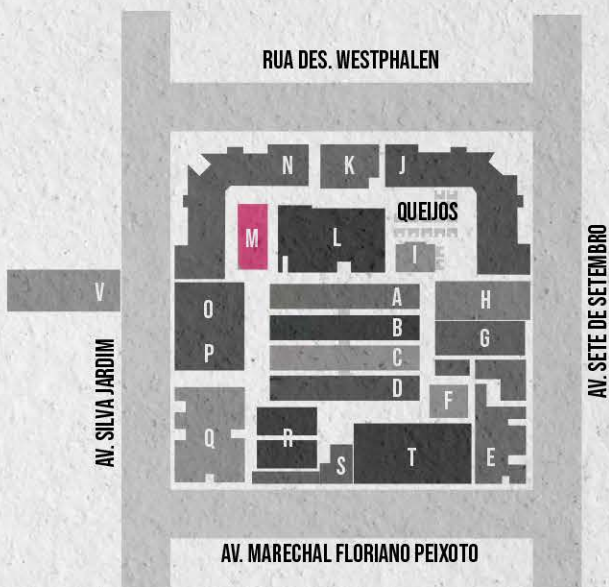 RUA DES. WESTPHALEN
N
K
J
QUEIJOS
M
L
I
AV. SETE DE SETEMBRO
V
A
H
O
B
G
P
C
D
F
AV. SILVA JARDIM
Q
R
S
T
E
AV. MARECHAL FLORIANO PEIXOTO